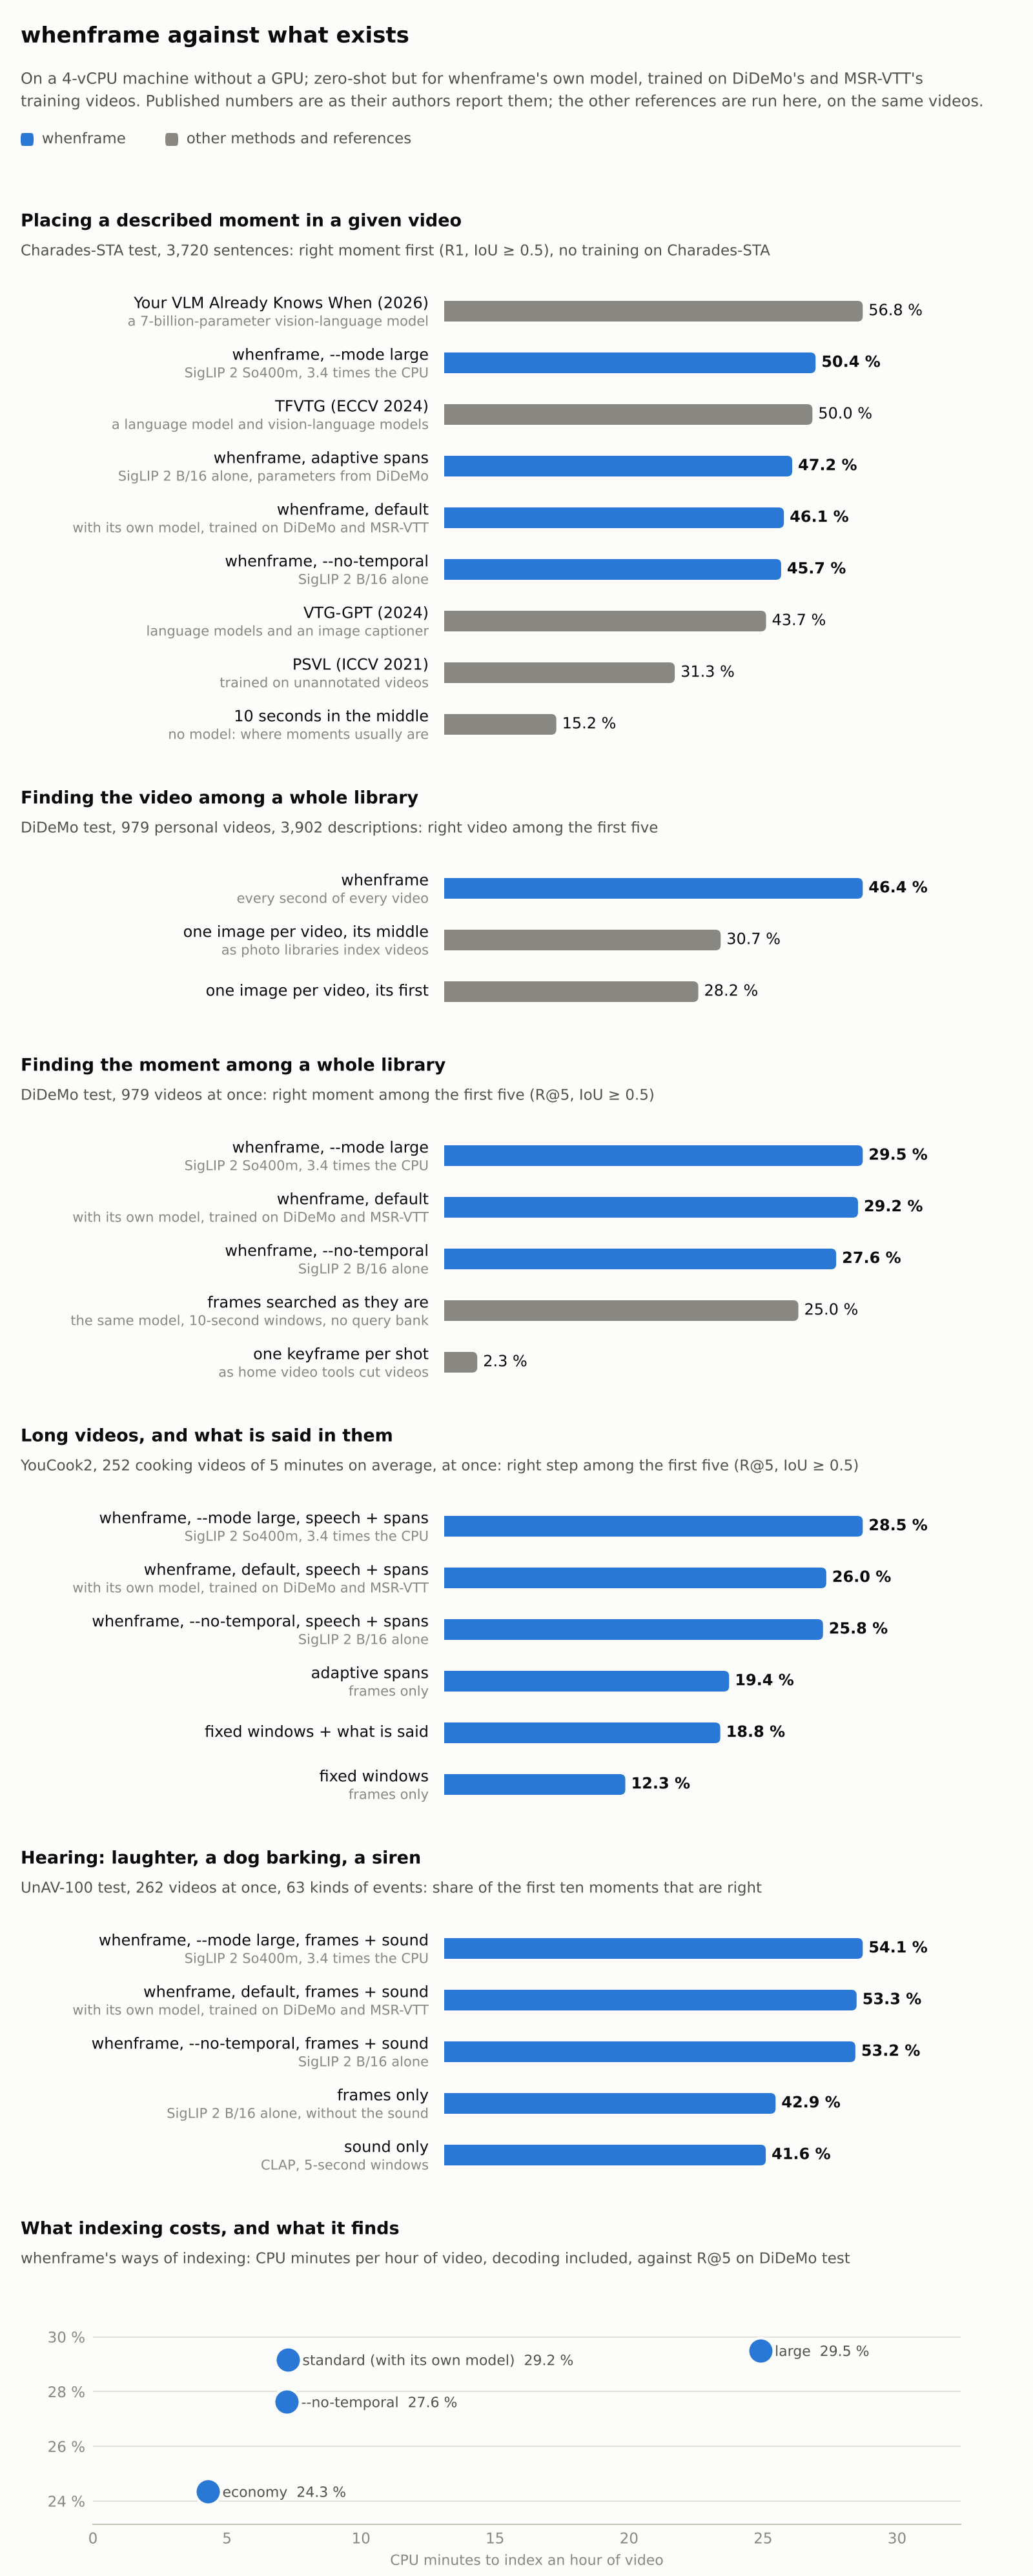 whenframe against what exists
On a 4-vCPU machine without a GPU; zero-shot but for whenframe's own model, trained on DiDeMo's and MSR-VTT's
training videos. Published numbers are as their authors report them; the other references are run here, on the same videos.
whenframe other methods and references
Placing a described moment in a given video
Charades-STA test, 3,720 sentences: right moment first (R1, IoU ≥ 0.5), no training on Charades-STA
Your VLM Already Knows When (2026) 56.8 %
a 7-billion-parameter vision-language model
whenframe, --mode large 50.4 %
SigLIP 2 So400m, 3.4 times the CPU
TFVTG (ECCV 2024) 50.0 %
a language model and vision-language models
whenframe, adaptive spans 47.2 %
SigLIP 2 B/16 alone, parameters from DiDeMo
whenframe, default 46.1 %
with its own model, trained on DiDeMo and MSR-VTT
whenframe, --no-temporal 45.7 %
SigLIP 2 B/16 alone
VTG-GPT (2024) 43.7 %
language models and an image captioner
PSVL (ICCV 2021) 31.3 %
trained on unannotated videos
10 seconds in the middle 15.2 %
no model: where moments usually are
Finding the video among a whole library
DiDeMo test, 979 personal videos, 3,902 descriptions: right video among the first five
whenframe 46.4 %
every second of every video
one image per video, its middle 30.7 %
as photo libraries index videos
one image per video, its first 28.2 %
Finding the moment among a whole library
DiDeMo test, 979 videos at once: right moment among the first five (R@5, IoU ≥ 0.5)
whenframe, --mode large 29.5 %
SigLIP 2 So400m, 3.4 times the CPU
whenframe, default 29.2 %
with its own model, trained on DiDeMo and MSR-VTT
whenframe, --no-temporal 27.6 %
SigLIP 2 B/16 alone
frames searched as they are 25.0 %
the same model, 10-second windows, no query bank
one keyframe per shot 2.3 %
as home video tools cut videos
Long videos, and what is said in them
YouCook2, 252 cooking videos of 5 minutes on average, at once: right step among the first five (R@5, IoU ≥ 0.5)
whenframe, --mode large, speech + spans 28.5 %
SigLIP 2 So400m, 3.4 times the CPU
whenframe, default, speech + spans 26.0 %
with its own model, trained on DiDeMo and MSR-VTT
whenframe, --no-temporal, speech + spans 25.8 %
SigLIP 2 B/16 alone
adaptive spans 19.4 %
frames only
fixed windows + what is said 18.8 %
fixed windows 12.3 %
frames only
Hearing: laughter, a dog barking, a siren
UnAV-100 test, 262 videos at once, 63 kinds of events: share of the first ten moments that are right
whenframe, --mode large, frames + sound 54.1 %
SigLIP 2 So400m, 3.4 times the CPU
whenframe, default, frames + sound 53.3 %
with its own model, trained on DiDeMo and MSR-VTT
whenframe, --no-temporal, frames + sound 53.2 %
SigLIP 2 B/16 alone
frames only 42.9 %
SigLIP 2 B/16 alone, without the sound
sound only 41.6 %
CLAP, 5-second windows
What indexing costs, and what it finds
whenframe's ways of indexing: CPU minutes per hour of video, decoding included, against R@5 on DiDeMo test
30 %
large 29.5 %
standard (with its own model) 29.2 %
28 %
--no-temporal 27.6 %
26 %
economy 24.3 %
24 %
0 5 10 15 20 25 30
CPU minutes to index an hour of video